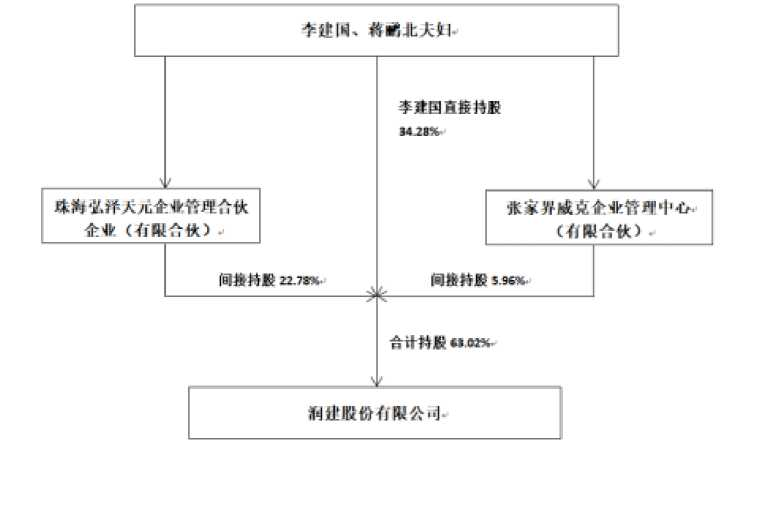 李建国、蒋鹂北夫妇
李建国直接持股
34.28%
珠海弘泽天元企业管理合伙
企业（有限合伙）
张家界威克企业管理中心
（有限合伙）
间接持股 22.78%
间接持股 5.96%
合计持股 63.02%
润建股份有限公司